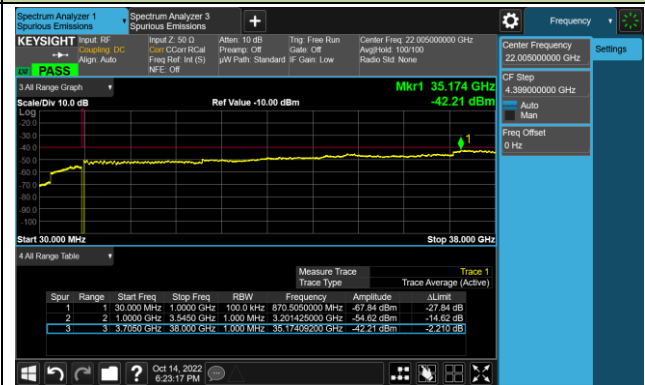 Spectrum Analyzer 1
Spurious Emissions
Spectrum Analyzer 3
Spurious Emissions
Frequency
KEYSIGHT
Input: RF
Coupling: DC
Align: Auto
Input Z: 50 Ω
Corr CCorr RCal
Freq Ref: Int (S)
NFE: Off
Atten: 10 dB
Preamp: Off
µW Path: Standard
Trig: Free Run
Gate: Off
IF Gain: Low
Center Freq: 22.005000000 GHz
Avg|Hold: 100/100
Radio Std: None
LXI
PASS
Center Frequency
22.005000000 GHz
Settings
CF Step
4.399000000 GHz
Auto
Man
Freq Offset
0 Hz
3 All Range Graph
Mkr1 35.174 GHz
Scale/Div 10.0 dB
Ref Value -10.00 dBm
-42.21 dBm
Log
-20.0
-30.0
-40.0
-50.0
-60.0
-70.0
-80.0
-90.0
-100
1
Start 30.000 MHz
Stop 38.000 GHz
4 All Range Table
Measure Trace Trace 1
Trace Type Trace Average (Active)
Spur Range Start Freq Stop Freq RBW Frequency Amplitude ΔLimit
1 1 30.000 MHz 1.0000 GHz 100.0 kHz 870.5050000 MHz -67.84 dBm -27.84 dB
2 2 1.0000 GHz 3.5450 GHz 1.000 MHz 3.201425000 GHz -54.62 dBm -14.62 dB
3 3 3.7050 GHz 38.000 GHz 1.000 MHz 35.17409200 GHz -42.21 dBm -2.210 dB
Oct 14, 2022
6:23:17 PM